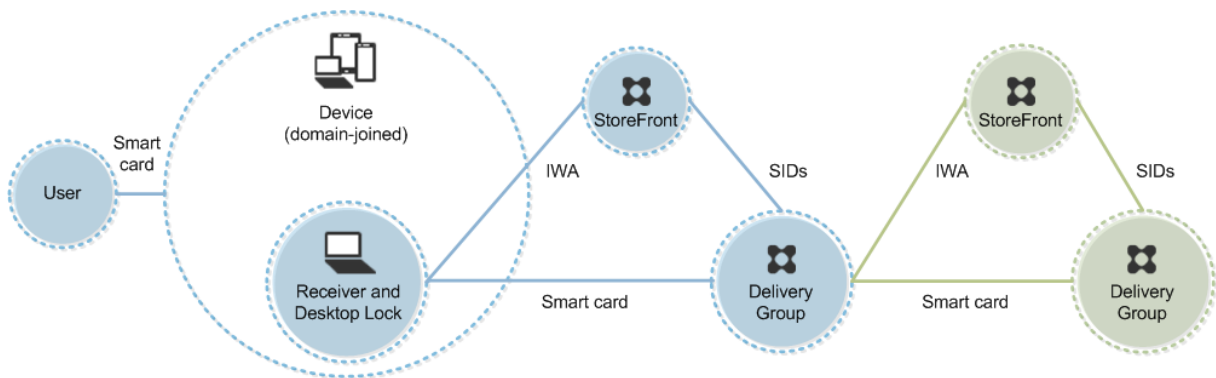 User
Smart
card
Device
(domain-joined)
Receiver and
Desktop Lock
IWA
StoreFront
SIDs
Smart card
Delivery
Group
IWA
StoreFront
SIDs
Smart card
Delivery
Group